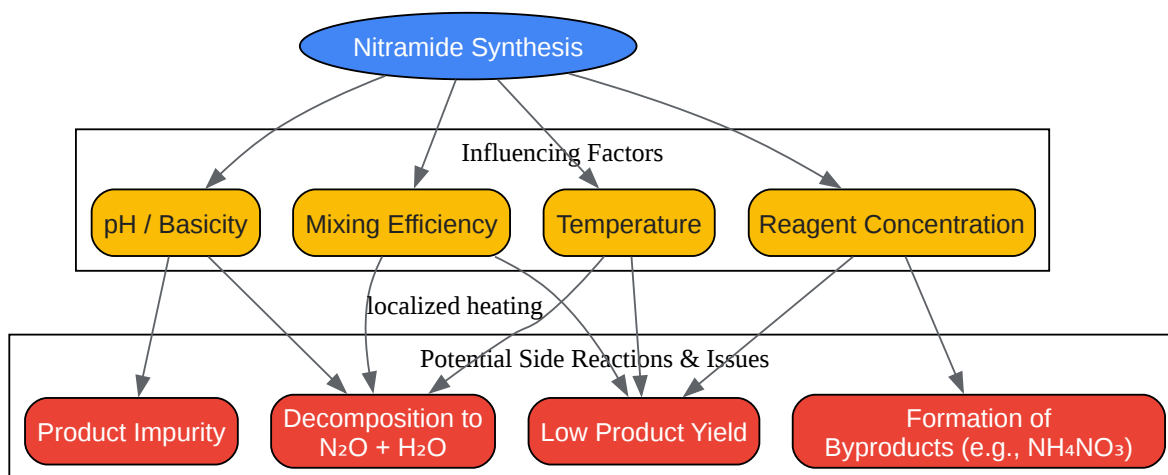 Nitramide Synthesis
Influencing Factors
pH / Basicity
Mixing Efficiency
Temperature
Reagent Concentration
localized heating
Potential Side Reactions & Issues
Product Impurity
Decomposition to
N₂O + H₂O
Low Product Yield
Formation of
Byproducts (e.g., NH₄NO₃)